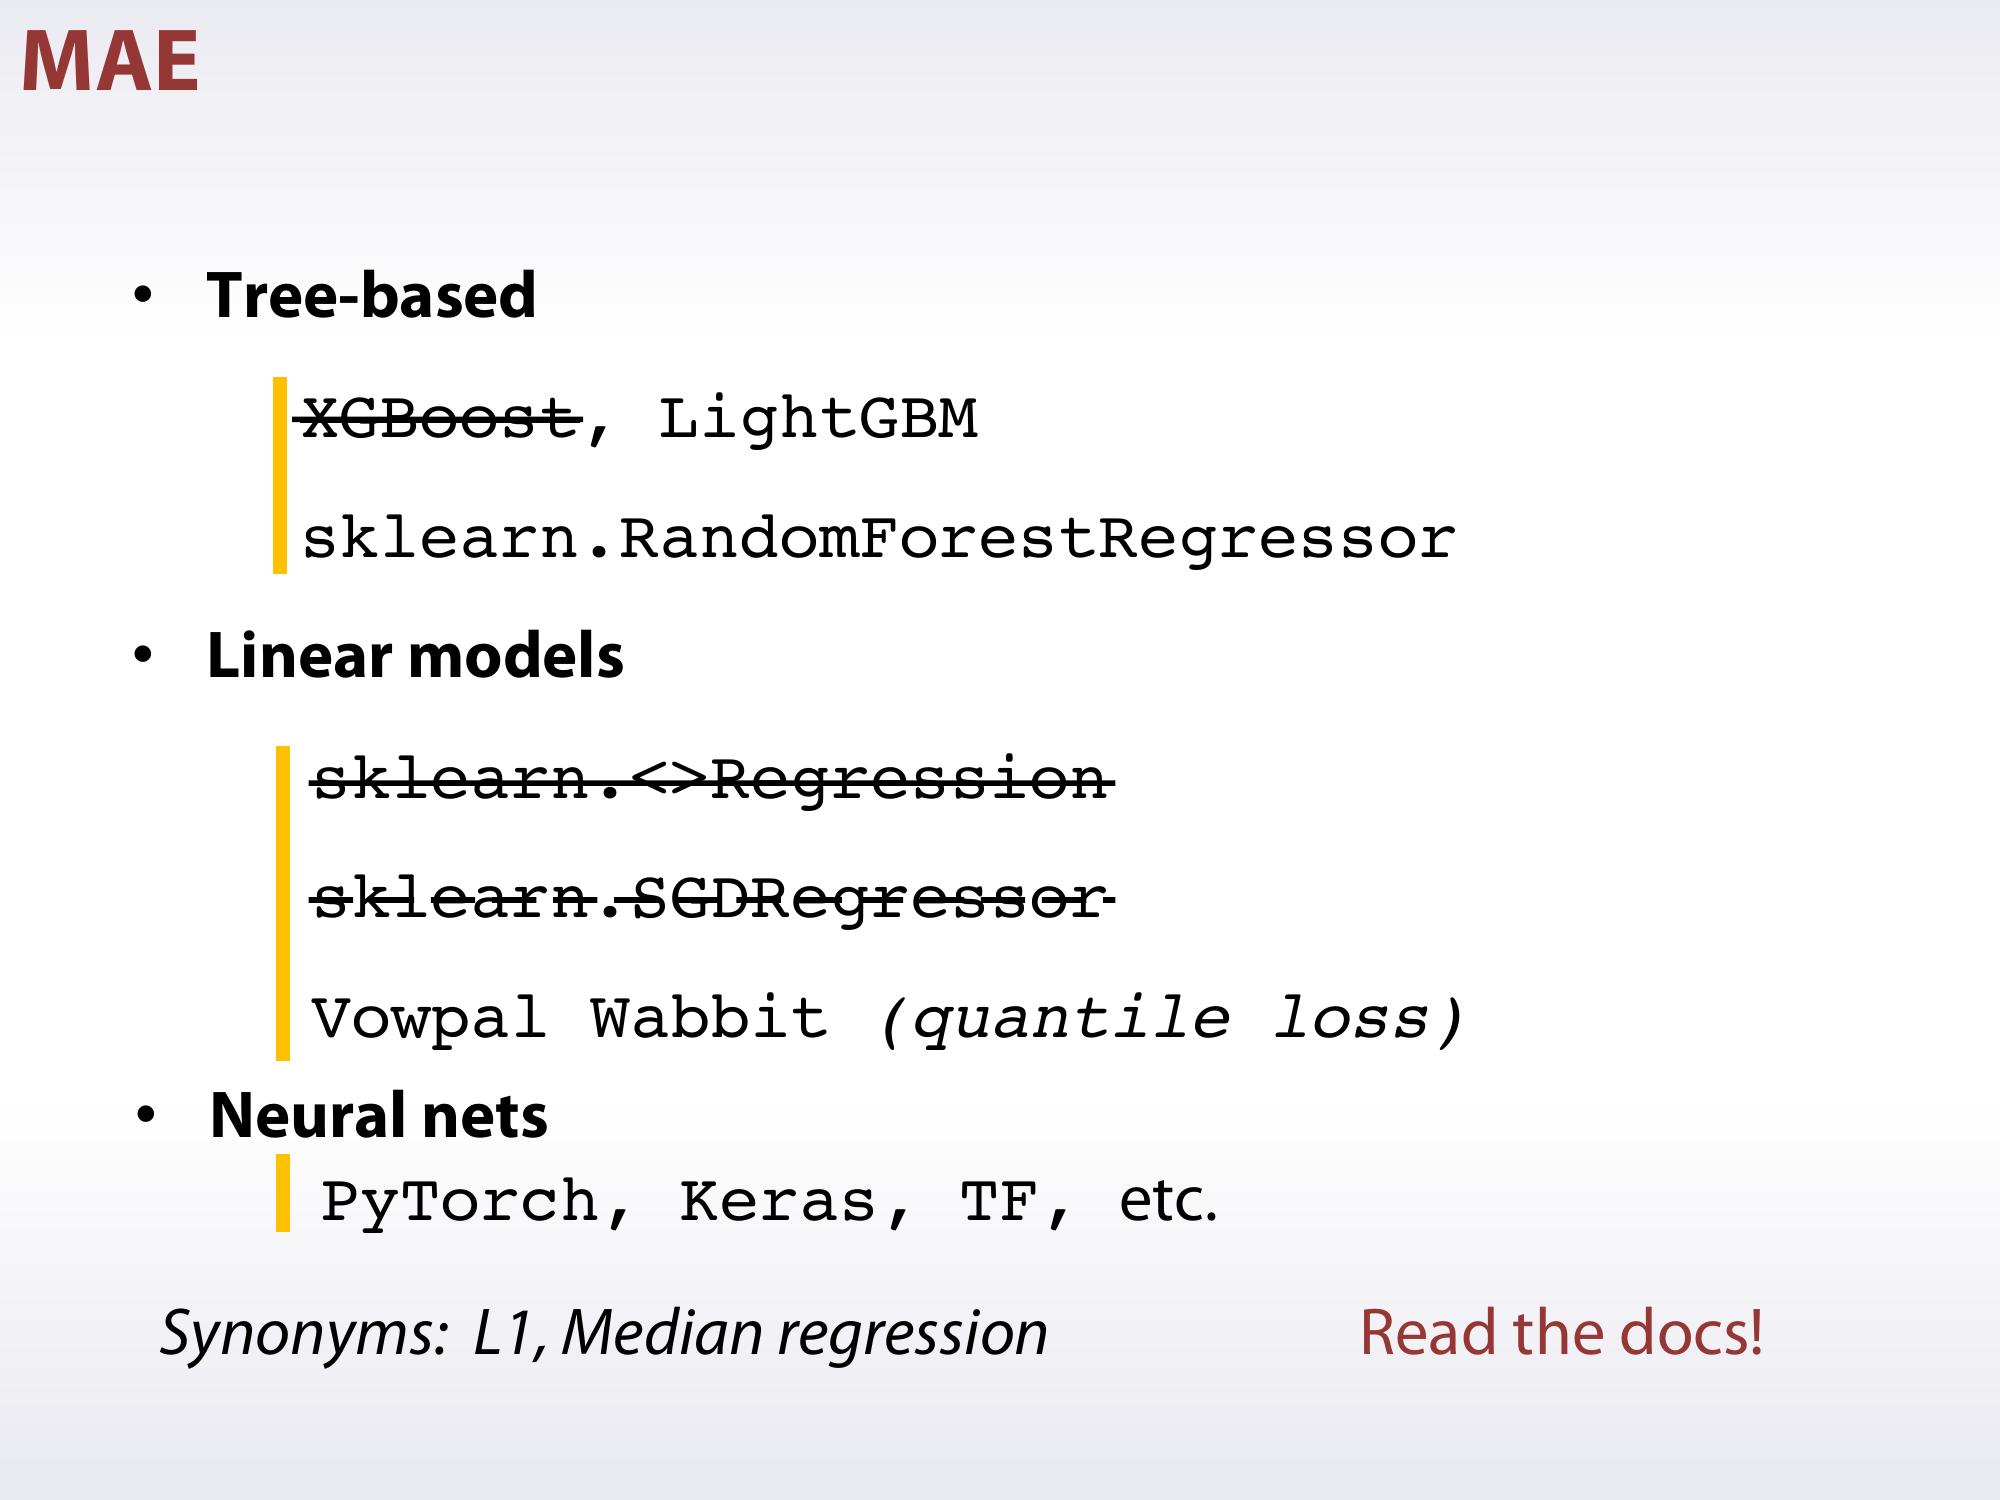 MAE
• Tree-based
XGBoost, LightGBM
sklearn.RandomForestRegressor
• Linear models
sklearn.<>Regression
sklearn.SGDRegressor
Vowpal Wabbit (quantile loss)
• Neural nets
PyTorch, Keras, TF, etc.
Synonyms: L1, Median regression
Read the docs!